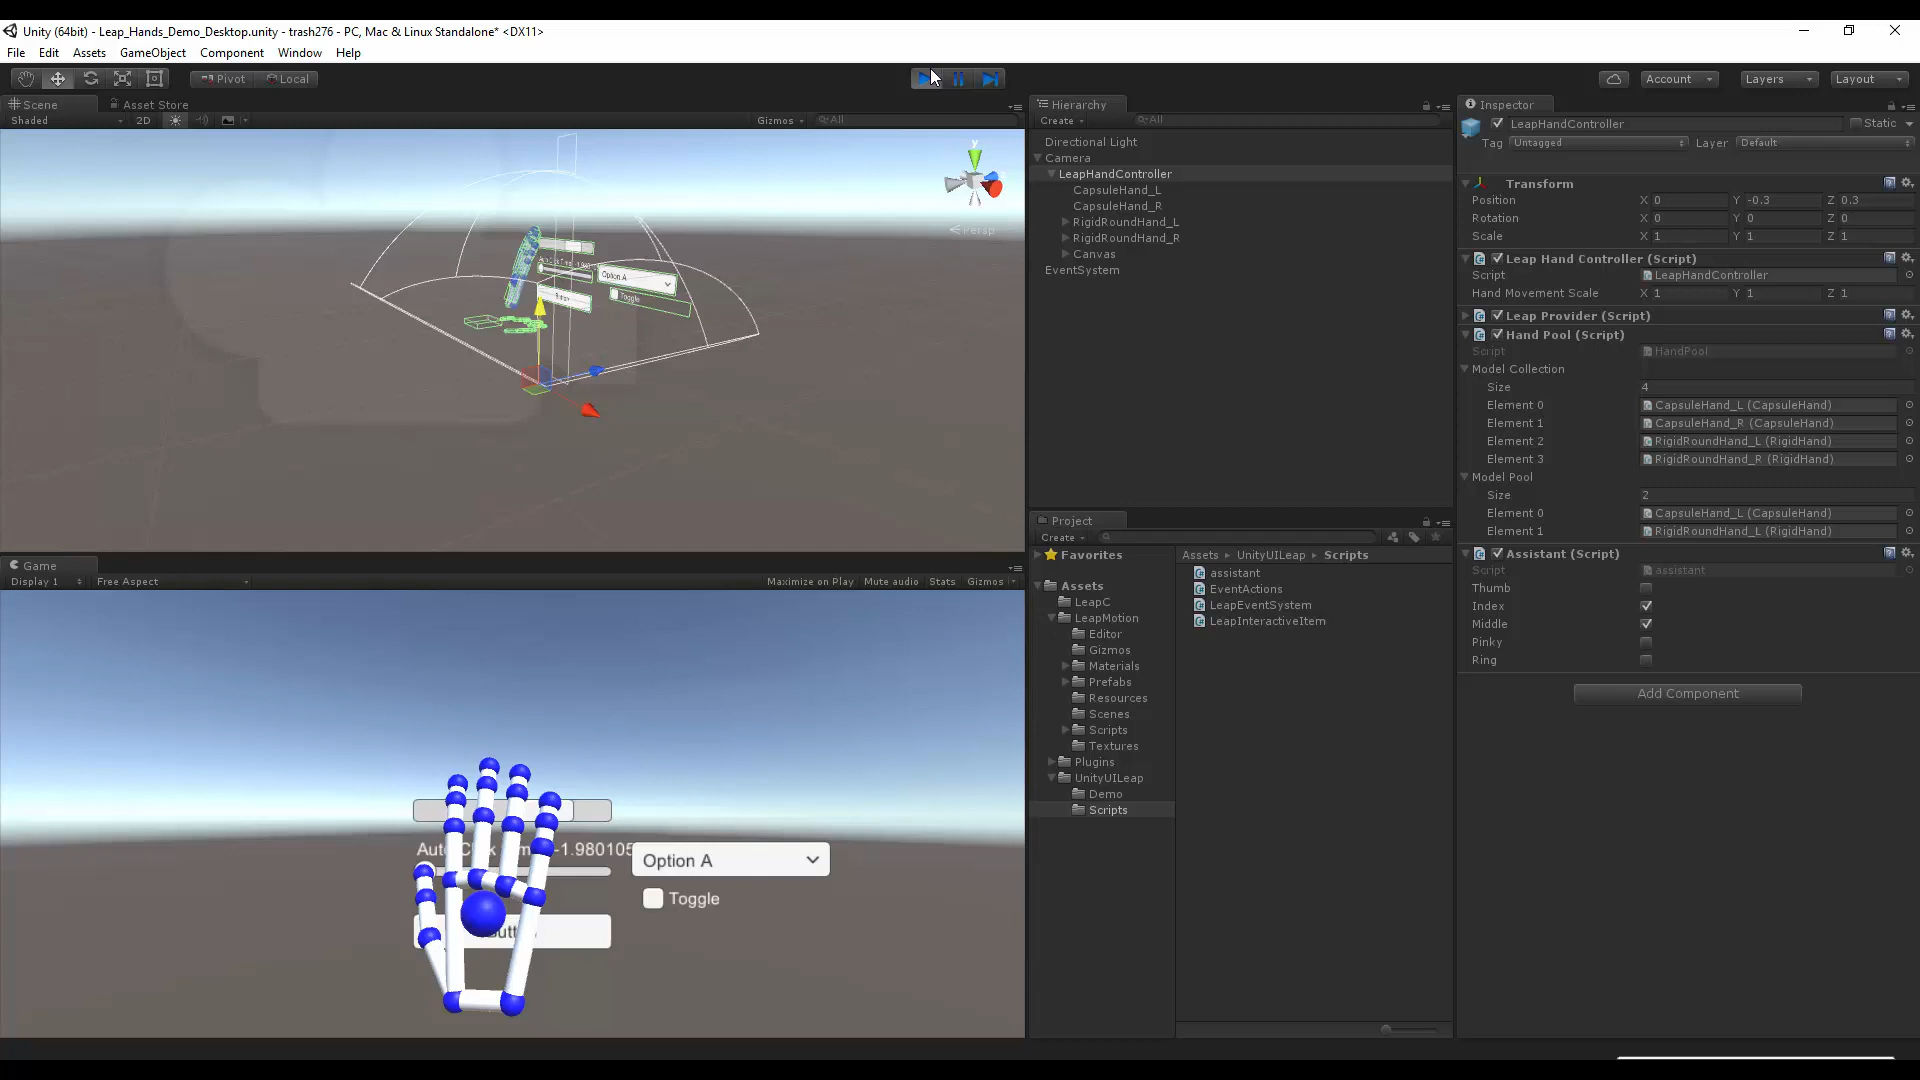 Unity (64bit) - Leap_Hands_Demo_Desktop.unity - trash276 - PC, Mac & Linux Standalone* <DX11>
File Edit Assets GameObject Component Window Help
Pivot Local
Account Layers Layout
Scene Asset Store
Shaded 2D Gizmos All
y
Persp
Option A
Toggle
Button
Hierarchy
Create All
Directional Light
Camera
LeapHandController
CapsuleHand_L
CapsuleHand_R
RigidRoundHand_L
RigidRoundHand_R
Canvas
EventSystem
Inspector
LeapHandController Static
Tag Untagged Layer Default
Transform
Position X 0 Y -0.3 Z 0.3
Rotation X 0 Y 0 Z 0
Scale X 1 Y 1 Z 1
Leap Hand Controller (Script)
Script LeapHandController
Hand Movement Scale X 1 Y 1 Z 1
Leap Provider (Script)
Hand Pool (Script)
Script HandPool
Model Collection
Size 4
Element 0 CapsuleHand_L (CapsuleHand)
Element 1 CapsuleHand_R (CapsuleHand)
Element 2 RigidRoundHand_L (RigidHand)
Element 3 RigidRoundHand_R (RigidHand)
Model Pool
Size 2
Element 0 CapsuleHand_L (CapsuleHand)
Element 1 RigidRoundHand_L (RigidHand)
Assistant (Script)
Script assistant
Thumb
Index
Middle
Pinky
Ring
Add Component
Project
Create
Favorites
Assets
LeapC
LeapMotion
Editor
Gizmos
Materials
Prefabs
Resources
Scenes
Scripts
Textures
Plugins
UnityUILeap
Demo
Scripts
Assets UnityUILeap Scripts
assistant
EventActions
LeapEventSystem
LeapInteractiveItem
Game
Display 1 Free Aspect Maximize on Play Mute audio Stats Gizmos
-1.980105
Option A
Toggle